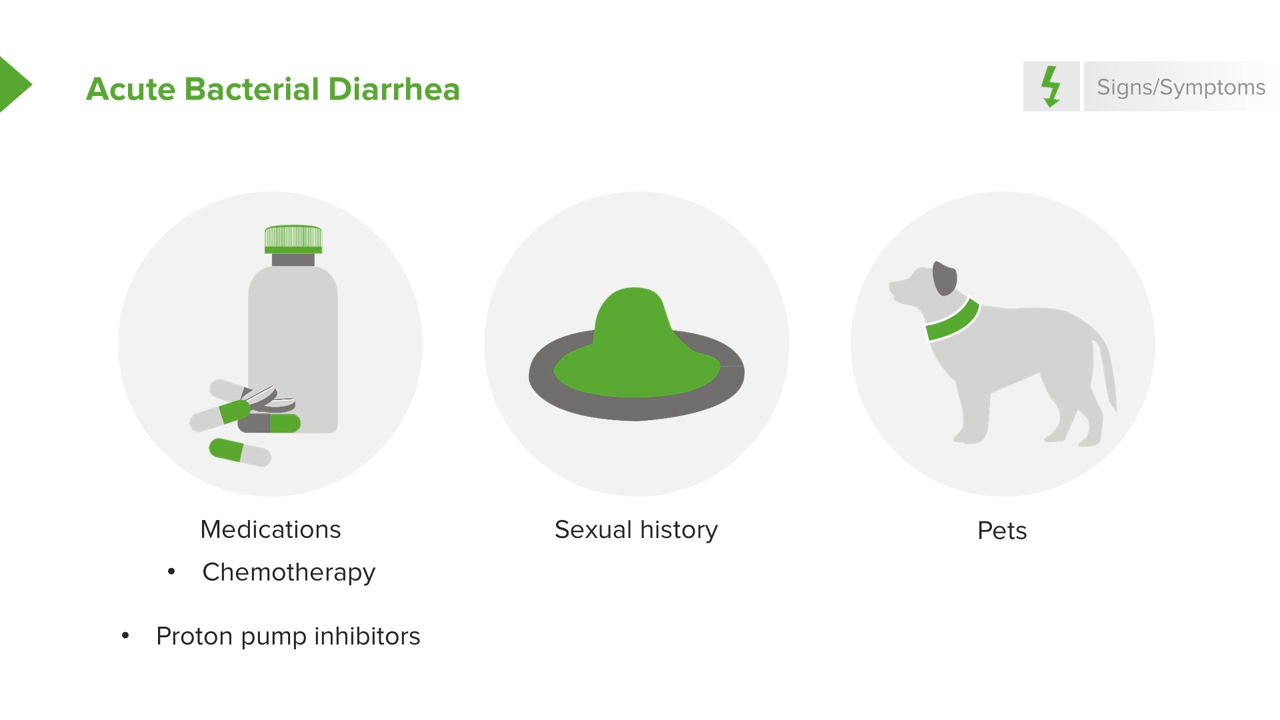 Acute Bacterial Diarrhea
Signs/Symptoms
Medications
• Chemotherapy
• Proton pump inhibitors
Sexual history
Pets